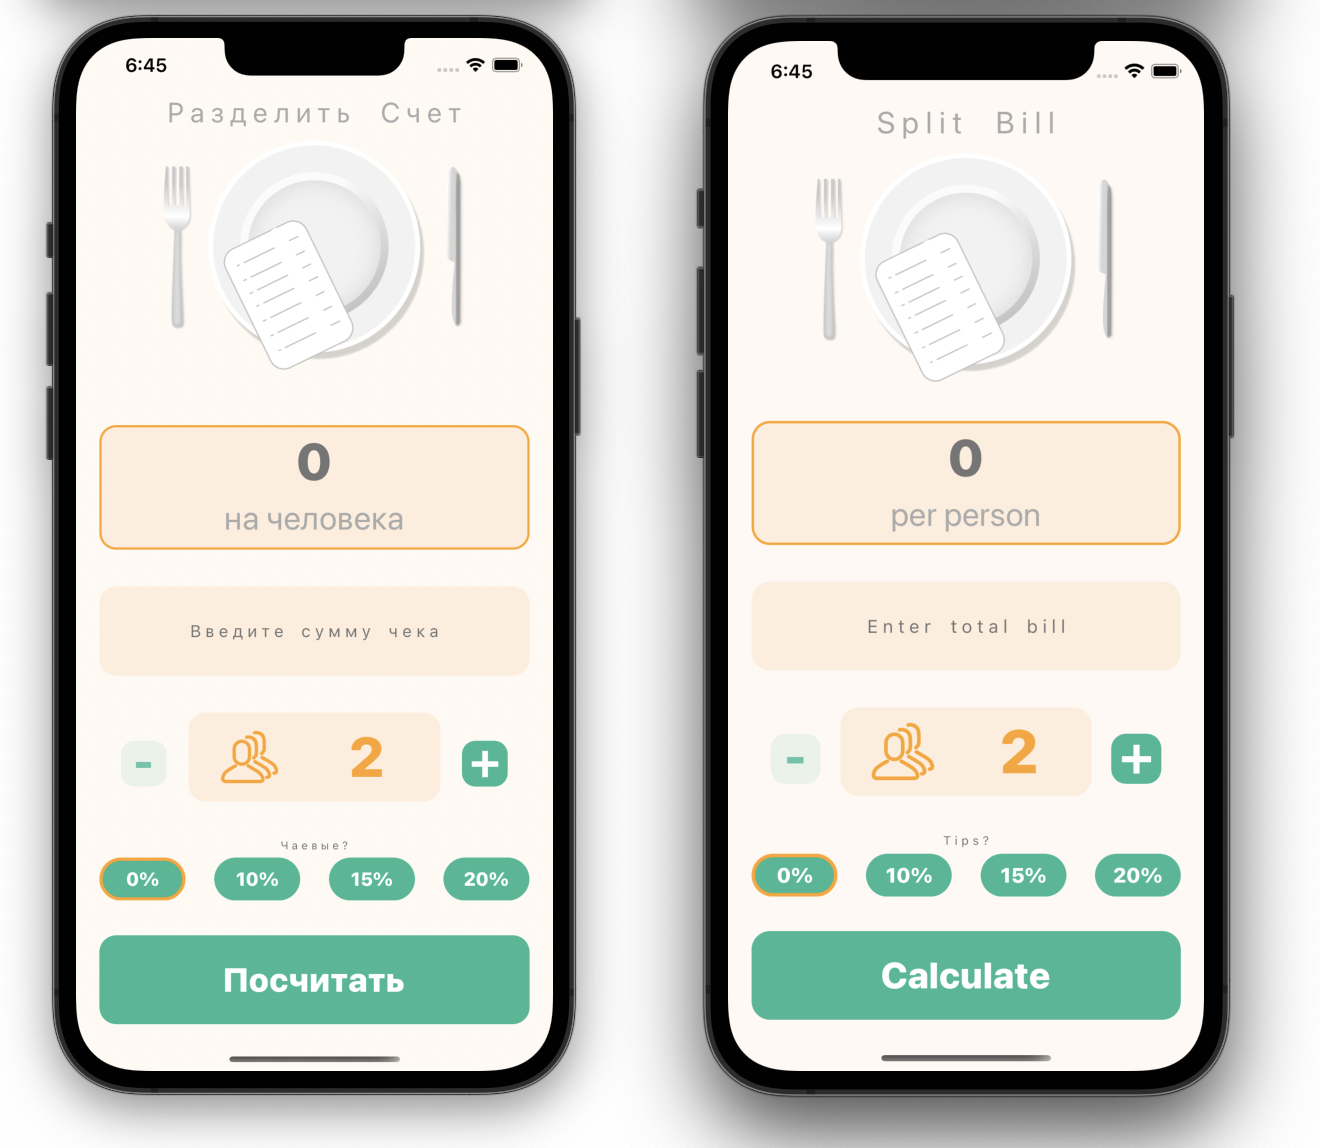 6:45
Разделить Счет
0
на человека
Введите сумму чека
-
2
+
Чаевые?
0%
10%
15%
20%
Посчитать
6:45
Split Bill
0
per person
Enter total bill
-
2
+
Tips?
0%
10%
15%
20%
Calculate